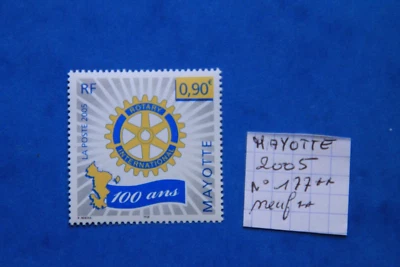 RF
0,90€
LA POSTE 2005
ROTARY
INTERNATIONAL
100 ans
MAYOTTE
MAYOTTE
2005
N° 177**
neuf**